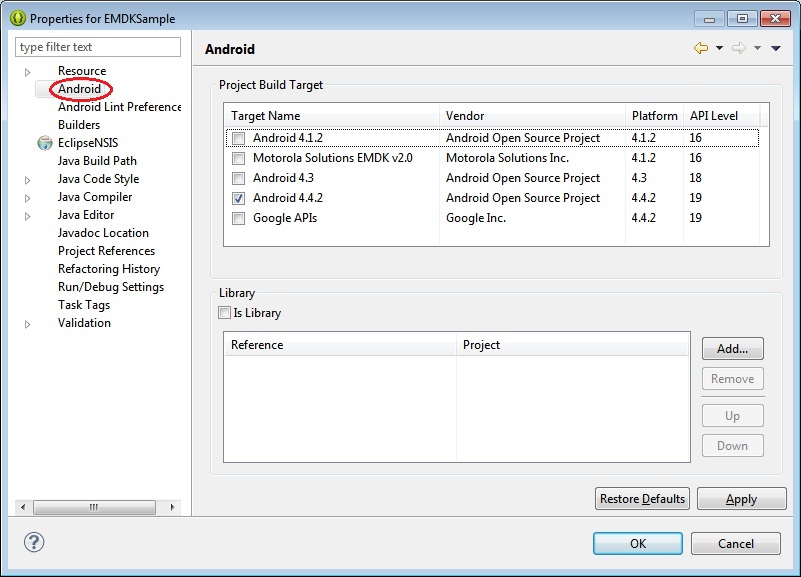 Properties for EMDKSample
type filter text
Resource
Android
Android Lint Preference
Builders
EclipseNSIS
Java Build Path
Java Code Style
Java Compiler
Java Editor
Javadoc Location
Project References
Refactoring History
Run/Debug Settings
Task Tags
Validation
Android
Project Build Target
Target Name Vendor Platform API Level
Android 4.1.2 Android Open Source Project 4.1.2 16
Motorola Solutions EMDK v2.0 Motorola Solutions Inc. 4.1.2 16
Android 4.3 Android Open Source Project 4.3 18
Android 4.4.2 Android Open Source Project 4.4.2 19
Google APIs Google Inc. 4.4.2 19
Library
Is Library
Reference Project
Add...
Remove
Up
Down
Restore Defaults Apply
OK Cancel